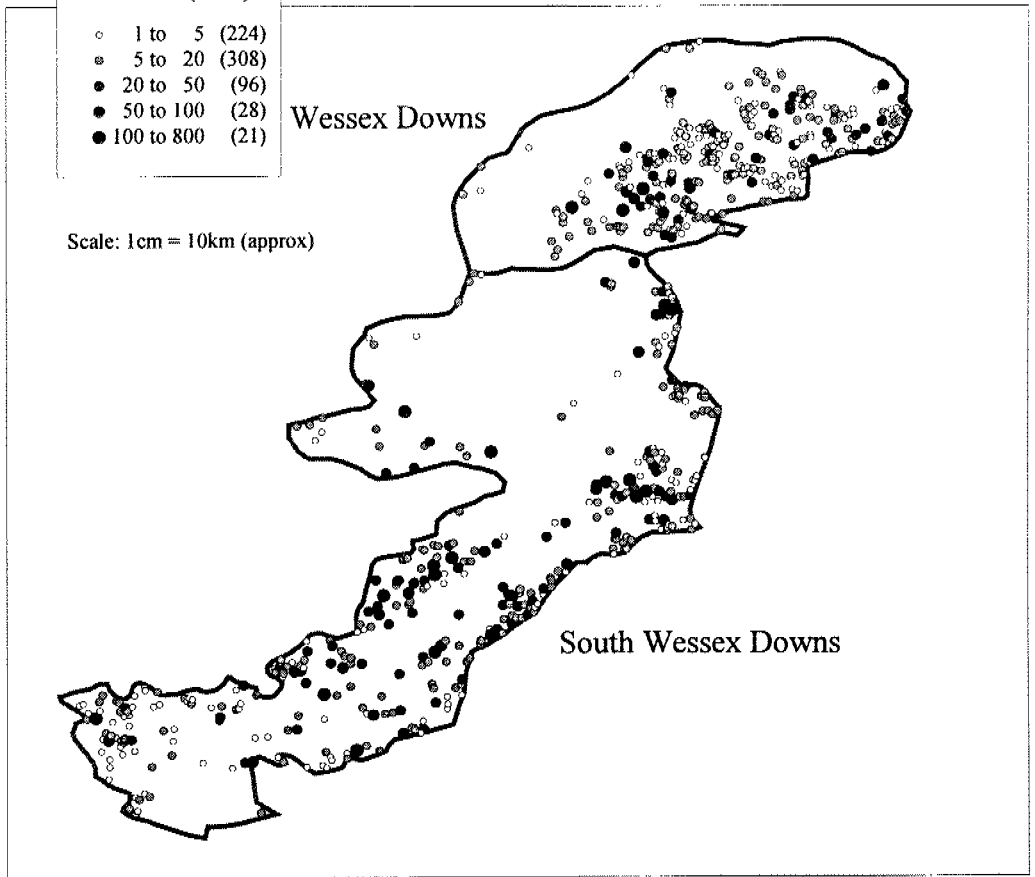 1 to 5 (224)
5 to 20 (308)
20 to 50 (96)
50 to 100 (28)
100 to 800 (21)
Wessex Downs
Scale: 1cm = 10km (approx)
South Wessex Downs